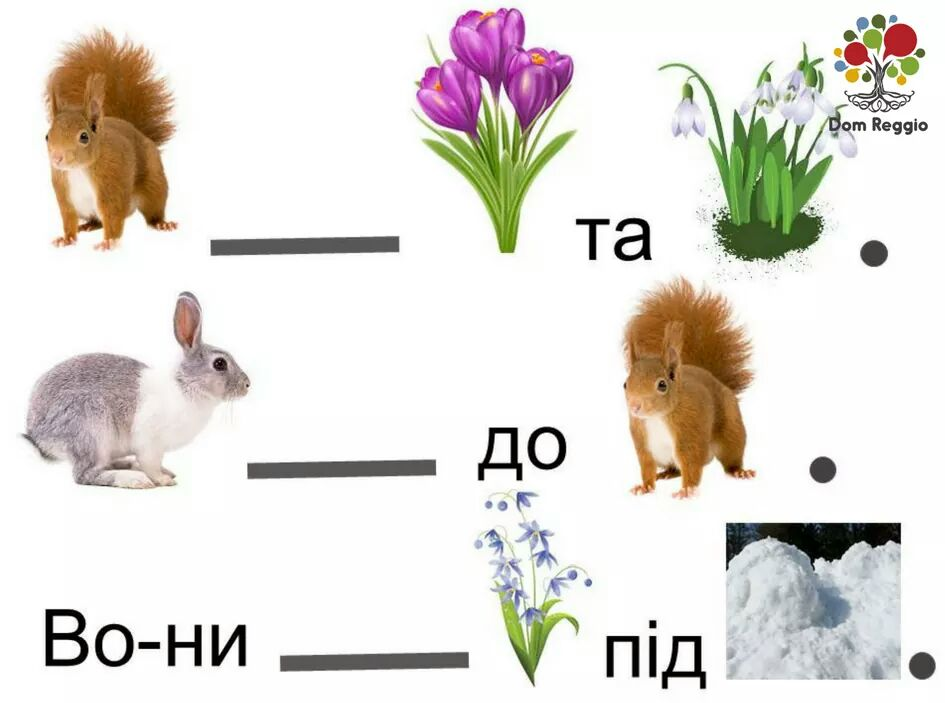 Dom Reggio
та .
до .
Во-ни під .